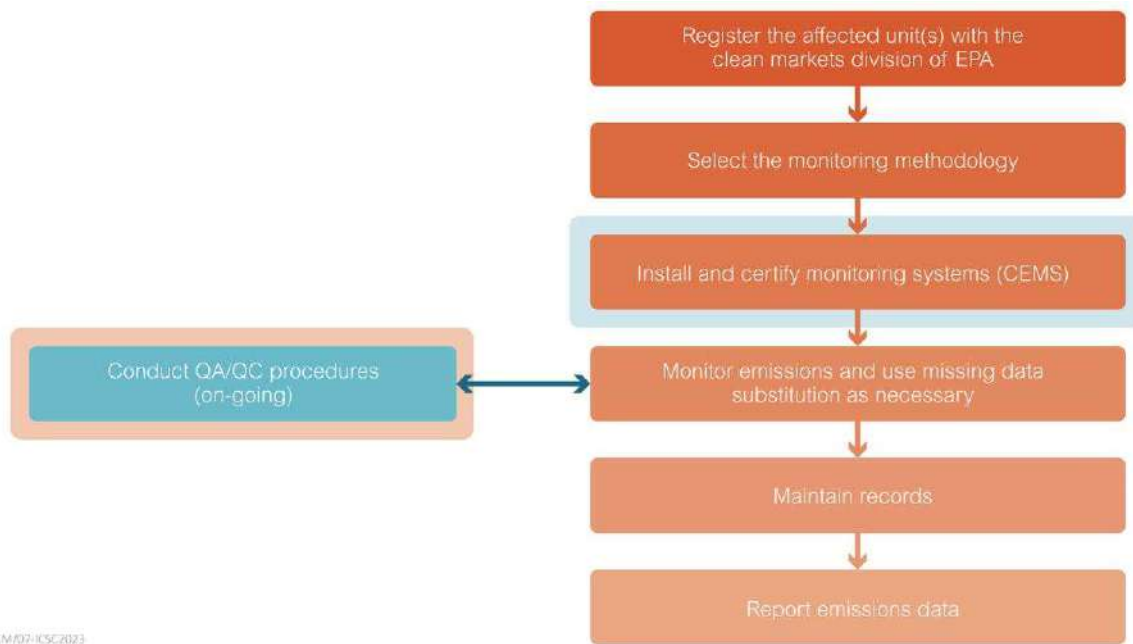 Register the affected unit(s) with the
clean markets division of EPA
Select the monitoring methodology
Install and certify monitoring systems (CEMS)
Conduct QA/QC procedures
(on-going)
Monitor emissions and use missing data
substitution as necessary
Maintain records
Report emissions data